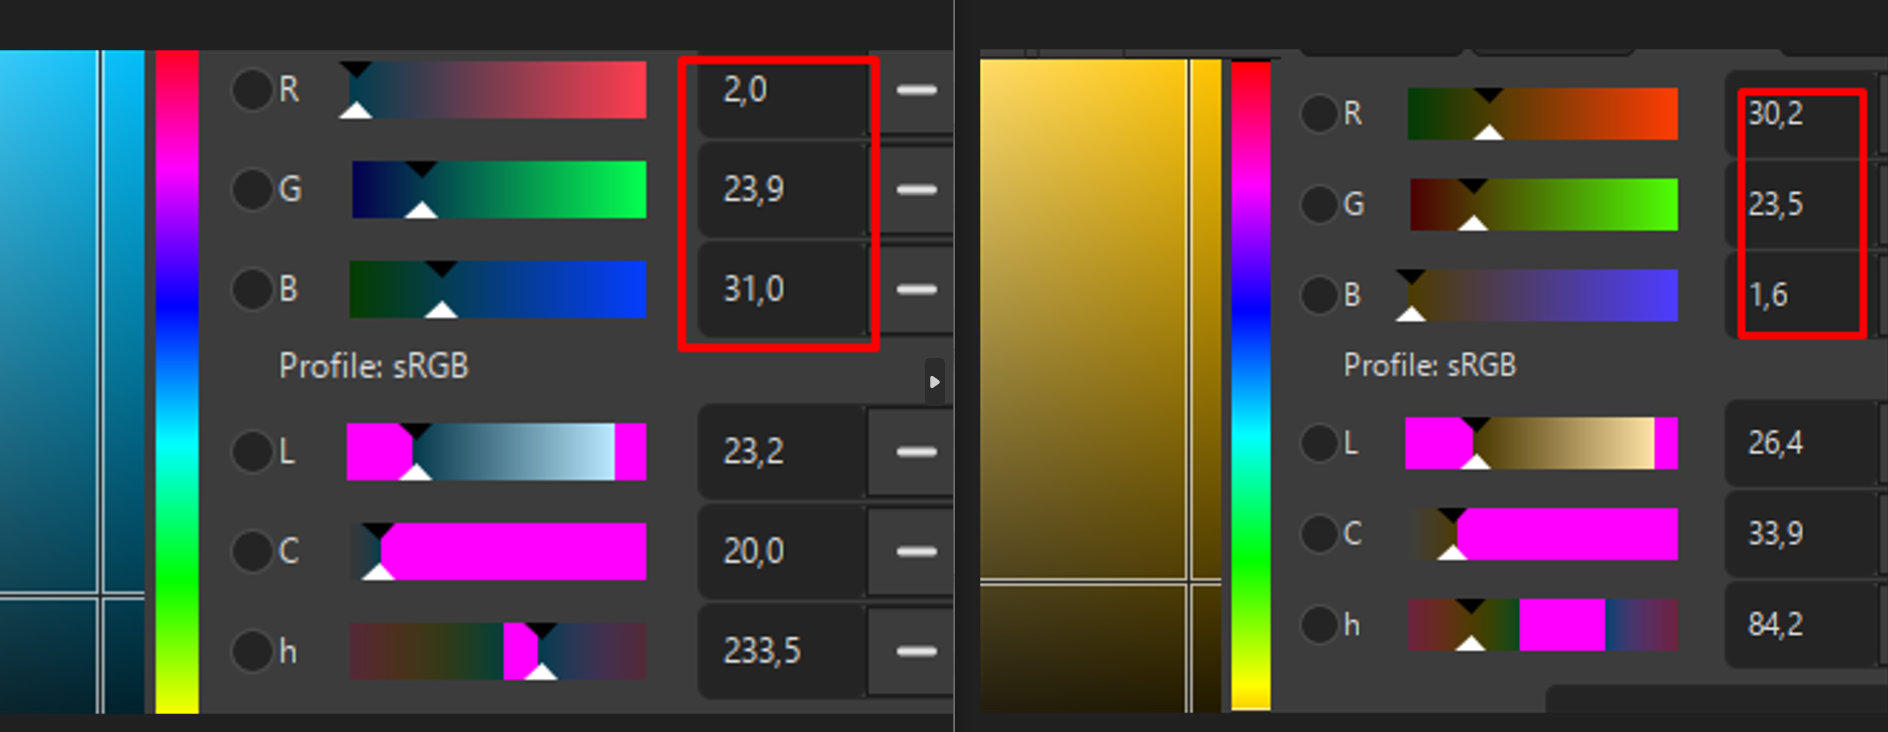 R 2,0
G 23,9
B 31,0
Profile: sRGB
L 23,2
C 20,0
h 233,5
R 30,2
G 23,5
B 1,6
Profile: sRGB
L 26,4
C 33,9
h 84,2